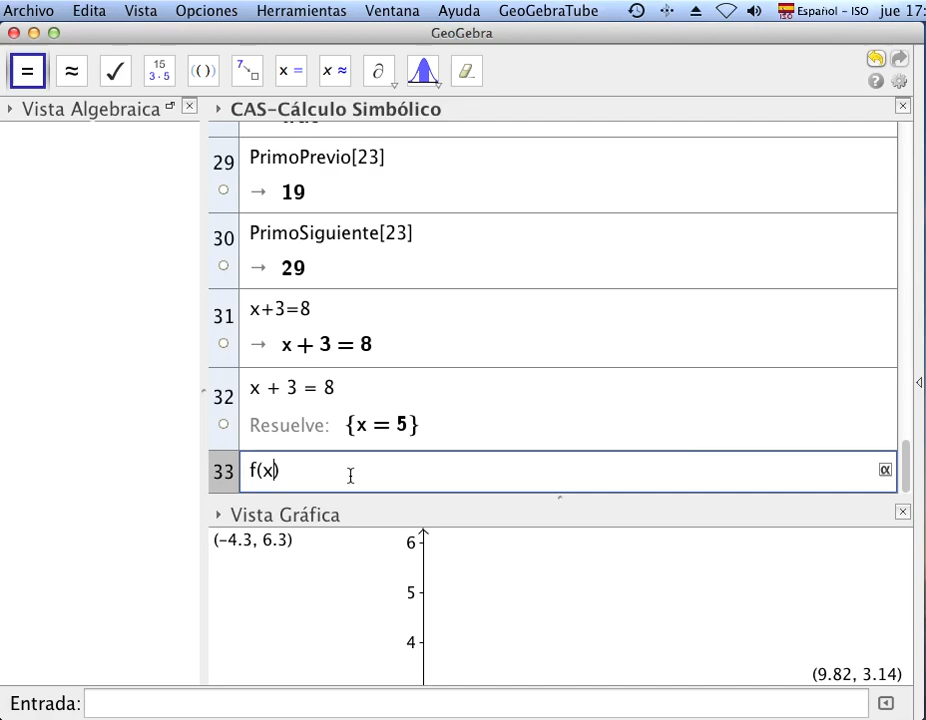 Archivo Edita Vista Opciones Herramientas Ventana Ayuda GeoGebraTube Español – ISO jue 17:
GeoGebra
= ≈ ✓ 15 3·5 (( )) 7 x = x ≈ ∂
Vista Algebraica
CAS–Cálculo Simbólico
29 PrimoPrevio[23]
→ 19
30 PrimoSiguiente[23]
→ 29
31 x+3=8
→ x + 3 = 8
32 x + 3 = 8
Resuelve: {x = 5}
33 f(x) α
Vista Gráfica
(–4.3, 6.3)
6
5
4
(9.82, 3.14)
Entrada: